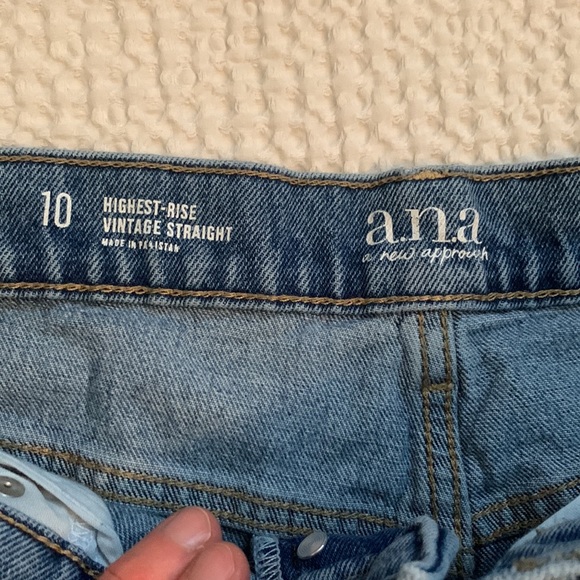 10
HIGHEST-RISE
VINTAGE STRAIGHT
MADE IN PAKISTAN
a.n.a
a new approach